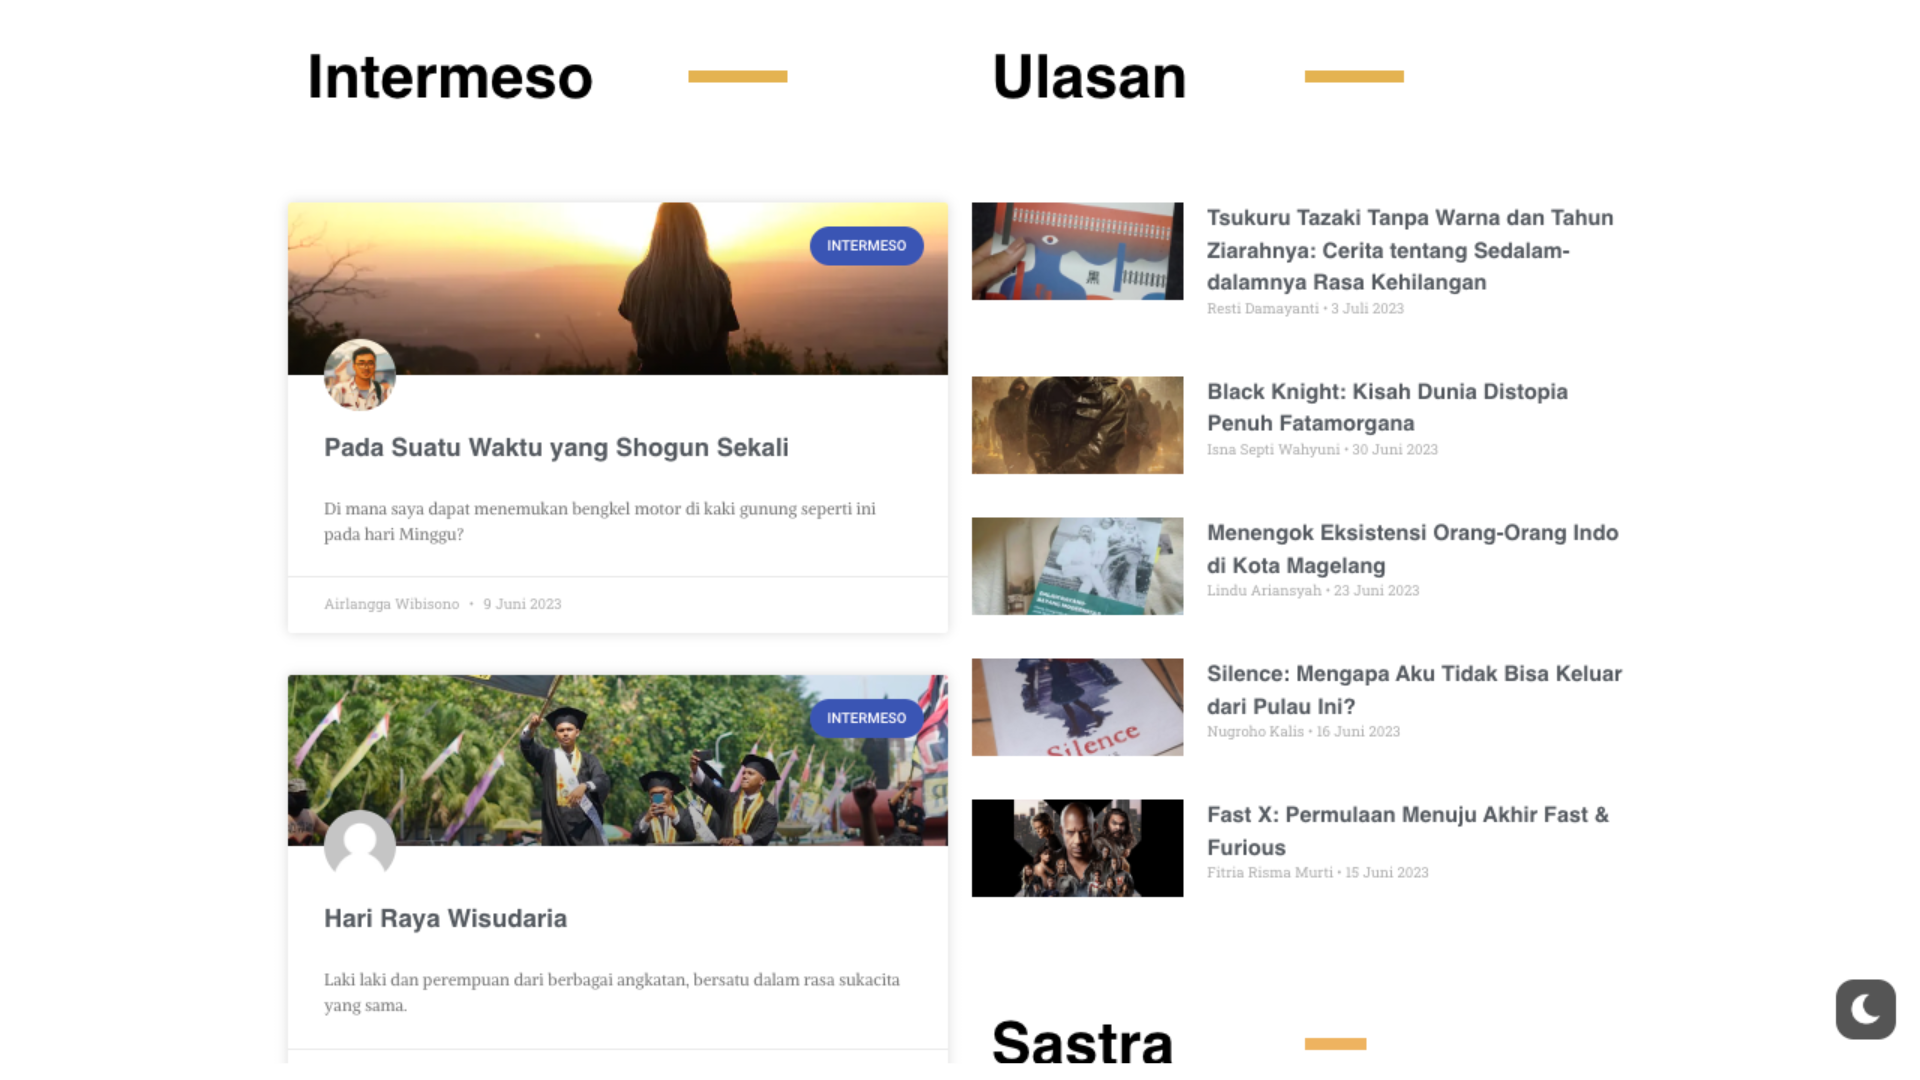 Intermeso
INTERMESO
Pada Suatu Waktu yang Shogun Sekali
Di mana saya dapat menemukan bengkel motor di kaki gunung seperti ini
pada hari Minggu?
Airlangga Wibisono • 9 Juni 2023
INTERMESO
Hari Raya Wisudaria
Laki laki dan perempuan dari berbagai angkatan, bersatu dalam rasa sukacita
yang sama.
Ulasan
黒
Tsukuru Tazaki Tanpa Warna dan Tahun
Ziarahnya: Cerita tentang Sedalam-
dalamnya Rasa Kehilangan
Resti Damayanti • 3 Juli 2023
Black Knight: Kisah Dunia Distopia
Penuh Fatamorgana
Isna Septi Wahyuni • 30 Juni 2023
Menengok Eksistensi Orang-Orang Indo
di Kota Magelang
Lindu Ariansyah • 23 Juni 2023
Silence
Silence: Mengapa Aku Tidak Bisa Keluar
dari Pulau Ini?
Nugroho Kalis • 16 Juni 2023
Fast X: Permulaan Menuju Akhir Fast &
Furious
Fitria Risma Murti • 15 Juni 2023
Sastra